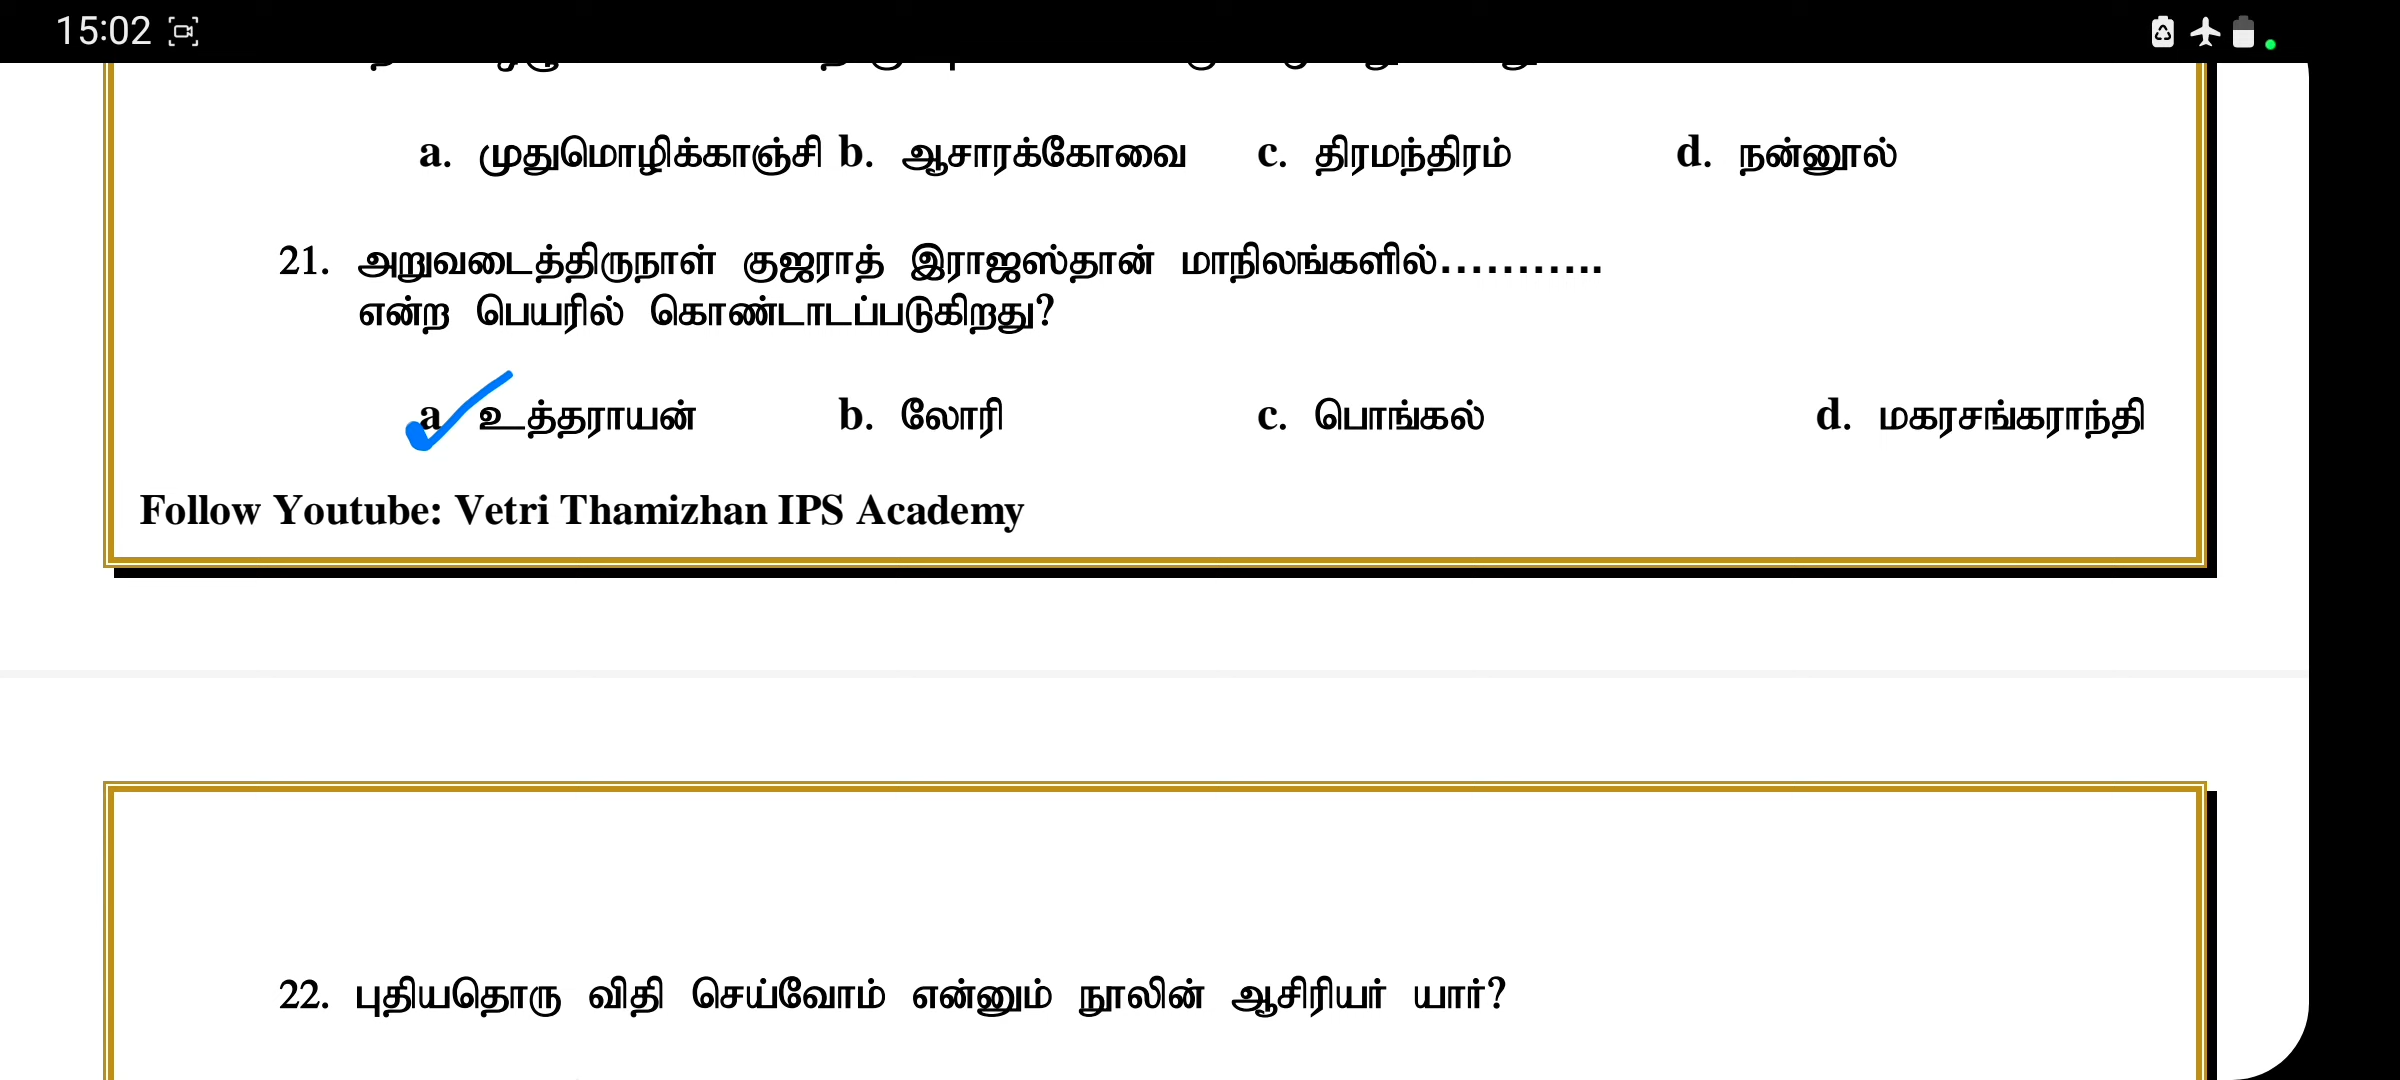 15:02
a. முதுமொழிக்காஞ்சி b. ஆசாரக்கோவை c. திரமந்திரம் d. நன்னூல்
21. அறுவடைத்திருநாள் குஜராத் இராஜஸ்தான் மாநிலங்களில்...........
என்ற பெயரில் கொண்டாடப்படுகிறது?
a உத்தராயன் b. லோரி c. பொங்கல் d. மகரசங்கராந்தி
Follow Youtube: Vetri Thamizhan IPS Academy
22. புதியதொரு விதி செய்வோம் என்னும் நூலின் ஆசிரியர் யார்?